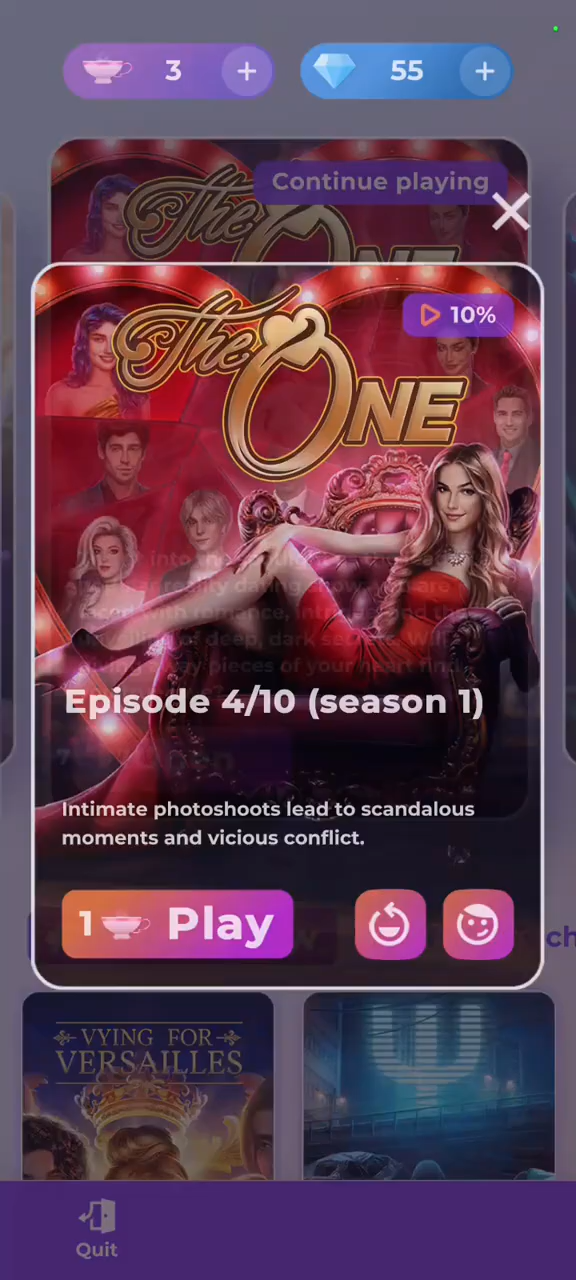 3
55
Continue playing
The One
10%
Episode 4/10 (season 1)
Intimate photoshoots lead to scandalous
moments and vicious conflict.
1 Play
VYING FOR
VERSAILLES
Quit